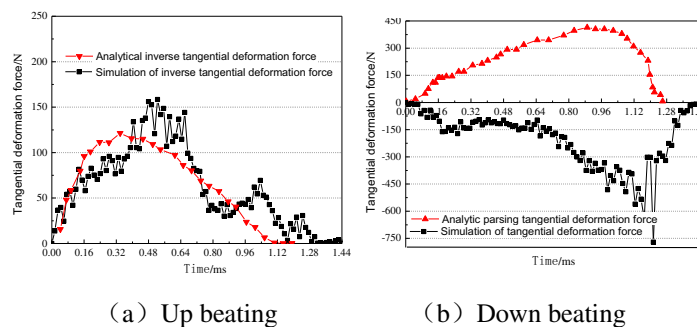 250
200
150
100
50
0
Tangential deformation force/N
Analytical inverse tangential deformation force
Simulation of inverse tangential deformation force
0.00 0.16 0.32 0.48 0.64 0.80 0.96 1.12 1.28 1.44
Time/ms
(a) Up beating
450
300
150
0
-150
-300
-450
-600
-750
Tangential deformation force/N
0.00 0.16 0.32 0.48 0.64 0.80 0.96 1.12 1.28 1.44
Analytic parsing tangential deformation force
Simulation of tangential deformation force
Time/ms
(b) Down beating